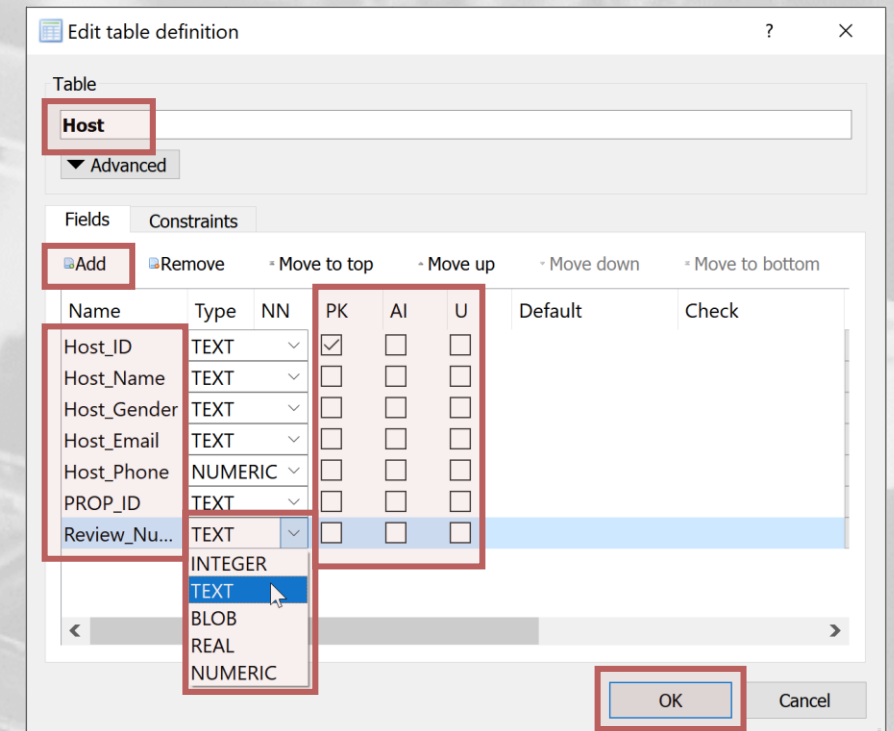 Edit table definition ?
Table
Host
Advanced
Fields Constraints
Add Remove Move to top Move up Move down Move to bottom
Name Type NN PK AI U Default Check
Host_ID TEXT
Host_Name TEXT
Host_Gender TEXT
Host_Email TEXT
Host_Phone NUMERIC
PROP_ID TEXT
Review_Nu... TEXT
INTEGER
TEXT
BLOB
REAL
NUMERIC
OK Cancel